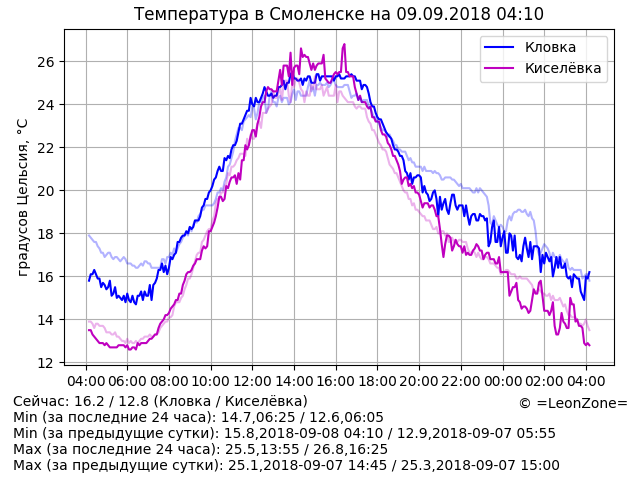 Температура в Смоленске на 09.09.2018 04:10
Кловка
Киселёвка
градусов Цельсия, °C
26
24
22
20
18
16
14
12
04:00 06:00 08:00 10:00 12:00 14:00 16:00 18:00 20:00 22:00 00:00 02:00 04:00
Сейчас: 16.2 / 12.8 (Кловка / Киселёвка)
© =LeonZone=
Min (за последние 24 часа): 14.7,06:25 / 12.6,06:05
Min (за предыдущие сутки): 15.8,2018-09-08 04:10 / 12.9,2018-09-07 05:55
Max (за последние 24 часа): 25.5,13:55 / 26.8,16:25
Max (за предыдущие сутки): 25.1,2018-09-07 14:45 / 25.3,2018-09-07 15:00